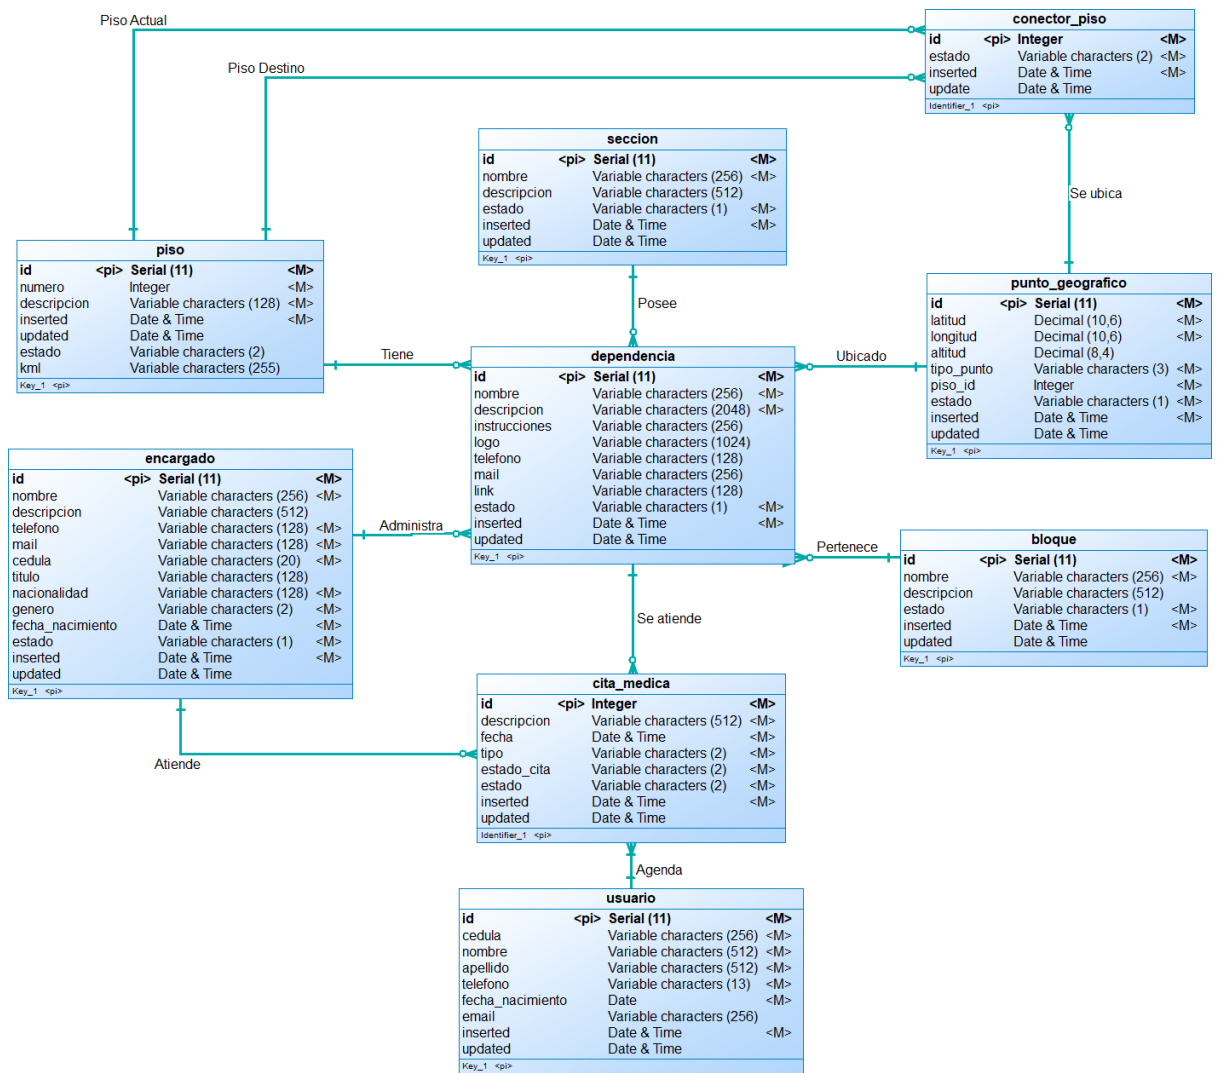 Piso Actual
Piso Destino
conector_piso
id <pi> Integer <M>
estado Variable characters (2) <M>
inserted Date & Time <M>
update Date & Time
Identifier_1 <pi>
seccion
id <pi> Serial (11) <M>
nombre Variable characters (256) <M>
descripcion Variable characters (512)
estado Variable characters (1) <M>
inserted Date & Time <M>
updated Date & Time
Key_1 <pi>
Se ubica
piso
id <pi> Serial (11) <M>
numero Integer <M>
descripcion Variable characters (128) <M>
inserted Date & Time <M>
updated Date & Time
estado Variable characters (2)
kml Variable characters (255)
Key_1 <pi>
Posee
punto_geografico
id <pi> Serial (11) <M>
latitud Decimal (10,6) <M>
longitud Decimal (10,6) <M>
altitud Decimal (8,4)
tipo_punto Variable characters (3) <M>
piso_id Integer <M>
estado Variable characters (1) <M>
inserted Date & Time <M>
updated Date & Time
Key_1 <pi>
Tiene
Ubicado
dependencia
id <pi> Serial (11) <M>
nombre Variable characters (256) <M>
descripcion Variable characters (2048) <M>
instrucciones Variable characters (256)
logo Variable characters (1024)
telefono Variable characters (128)
mail Variable characters (256)
link Variable characters (128)
estado Variable characters (1) <M>
inserted Date & Time <M>
updated Date & Time
Key_1 <pi>
encargado
id <pi> Serial (11) <M>
nombre Variable characters (256) <M>
descripcion Variable characters (512)
telefono Variable characters (128) <M>
mail Variable characters (128) <M>
cedula Variable characters (20) <M>
titulo Variable characters (128)
nacionalidad Variable characters (128) <M>
genero Variable characters (2) <M>
fecha_nacimiento Date & Time <M>
estado Variable characters (1) <M>
inserted Date & Time <M>
updated Date & Time
Key_1 <pi>
Administra
Pertenece
bloque
id <pi> Serial (11) <M>
nombre Variable characters (256) <M>
descripcion Variable characters (512)
estado Variable characters (1) <M>
inserted Date & Time <M>
updated Date & Time
Key_1 <pi>
Se atiende
Atiende
cita_medica
id <pi> Integer <M>
descripcion Variable characters (512) <M>
fecha Date & Time <M>
tipo Variable characters (2) <M>
estado_cita Variable characters (2) <M>
estado Variable characters (2) <M>
inserted Date & Time <M>
updated Date & Time
Identifier_1 <pi>
Agenda
usuario
id <pi> Serial (11) <M>
cedula Variable characters (256) <M>
nombre Variable characters (512) <M>
apellido Variable characters (512) <M>
telefono Variable characters (13) <M>
fecha_nacimiento Date <M>
email Variable characters (256)
inserted Date & Time <M>
updated Date & Time
Key_1 <pi>